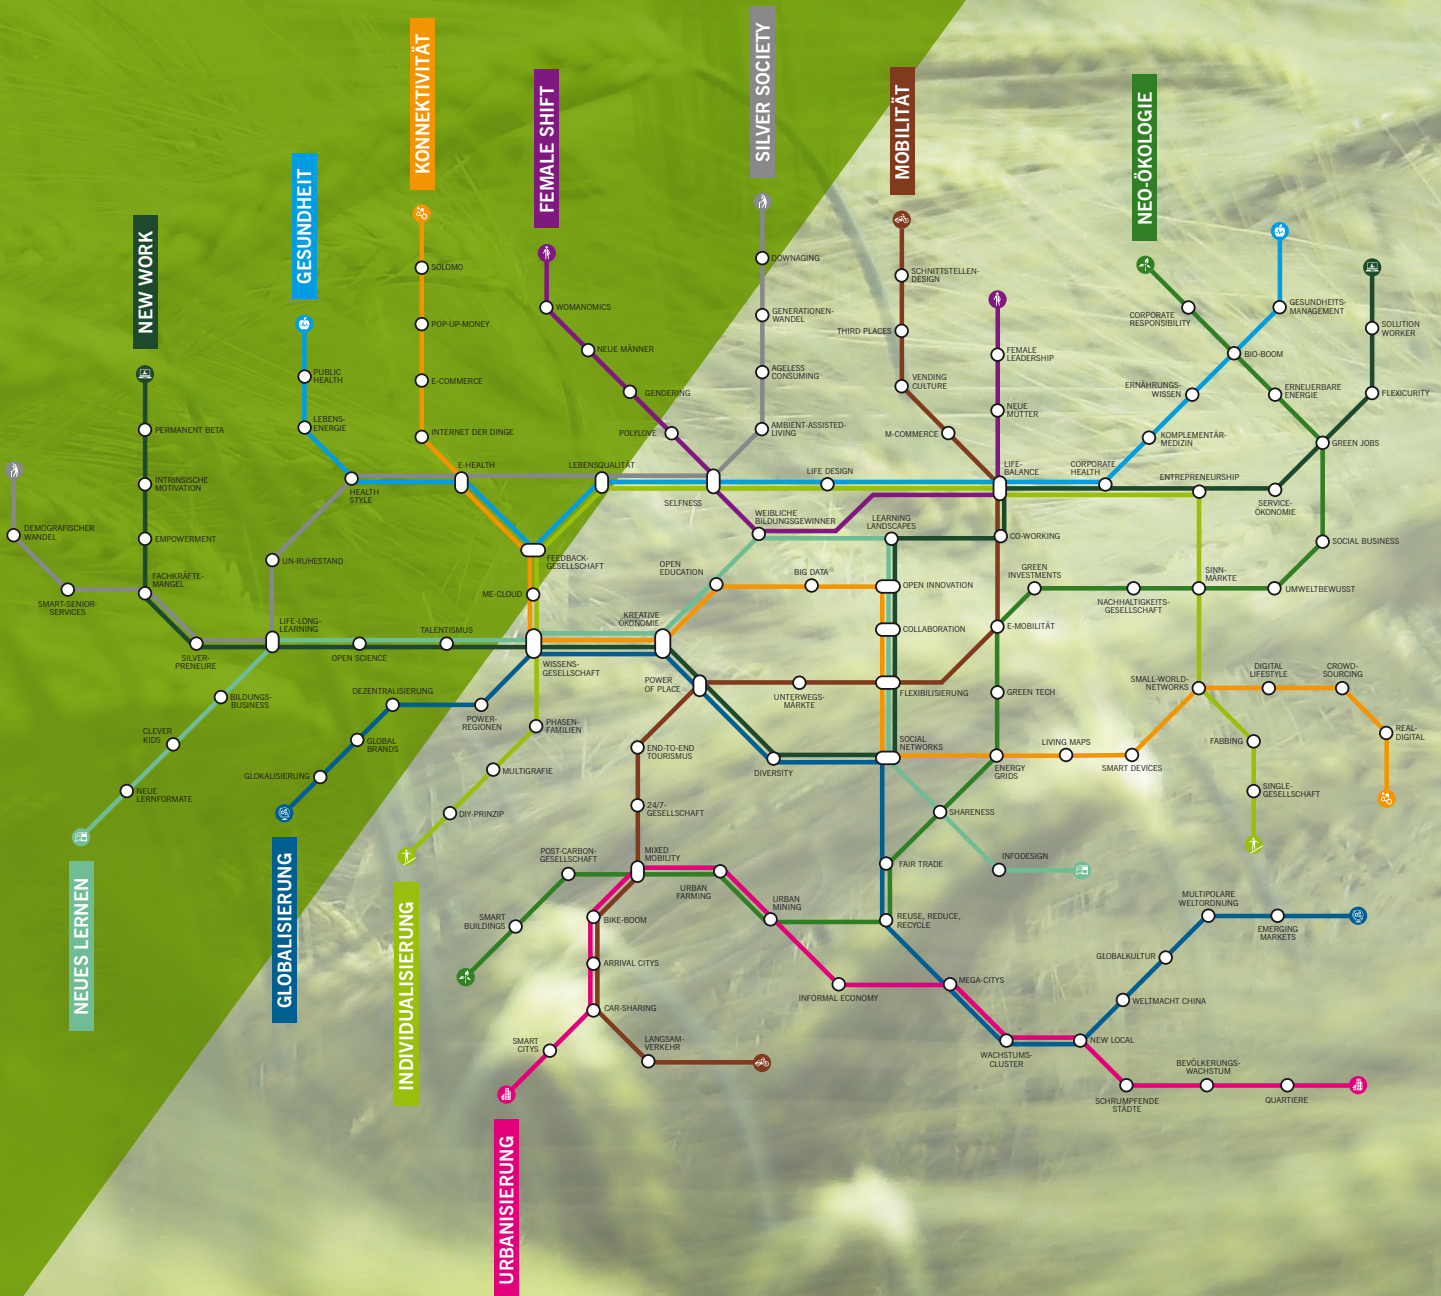 KONNEKTIVITÄT
SILVER SOCIETY
FEMALE SHIFT
MOBILITÄT
NEO-ÖKOLOGIE
GESUNDHEIT
NEW WORK
DOWNAGING
SOLOMO
SCHNITTSTELLEN-
DESIGN
WOMANOMICS
GENERATIONEN-
WANDEL
CORPORATE
RESPONSIBILITY
GESUNDHEITS-
MANAGEMENT
POP-UP-MONEY
THIRD PLACES
SOLUTION
WORKER
NEUE MÄNNER
FEMALE
LEADERSHIP
BIO-BOOM
PUBLIC
HEALTH
E-COMMERCE
AGELESS
CONSUMING
VENDING
CULTURE
GENDERING
ERNÄHRUNGS-
WISSEN
ERNEUERBARE
ENERGIE
FLEXICURITY
NEUE
MÜTTER
LEBENS-
ENERGIE
PERMANENT BETA
INTERNET DER DINGE
POLYLOVE
AMBIENT-ASSISTED-
LIVING
M-COMMERCE
KOMPLEMENTÄR-
MEDIZIN
GREEN JOBS
E-HEALTH
LEBENSQUALITÄT
LIFE DESIGN
LIFE-
BALANCE
CORPORATE
HEALTH
ENTREPRENEURSHIP
INTRINSISCHE
MOTIVATION
HEALTH
STYLE
SELFNESS
SERVICE-
ÖKONOMIE
DEMOGRAFISCHER
WANDEL
EMPOWERMENT
WEIBLICHE
BILDUNGSGEWINNER
LEARNING
LANDSCAPES
CO-WORKING
SOCIAL BUSINESS
UN-RUHESTAND
FEEDBACK-
GESELLSCHAFT
OPEN
EDUCATION
BIG DATA
OPEN INNOVATION
GREEN
INVESTMENTS
SINN-
MÄRKTE
FACHKRÄFTE-
MANGEL
ME-CLOUD
NACHHALTIGKEITS-
GESELLSCHAFT
UMWELTBEWUSST
SMART-SENIOR-
SERVICES
LIFE-LONG-
LEARNING
TALENTISMUS
KREATIVE
ÖKONOMIE
COLLABORATION
E-MOBILITÄT
SILVER-
PRENEURE
OPEN SCIENCE
WISSENS-
GESELLSCHAFT
POWER
OF PLACE
UNTERWEGS-
MÄRKTE
FLEXIBILISIERUNG
GREEN TECH
SMALL-WORLD-
NETWORKS
DIGITAL
LIFESTYLE
CROWD-
SOURCING
BILDUNGS-
BUSINESS
DEZENTRALISIERUNG
POWER-
REGIONEN
PHASEN-
FAMILIEN
CLEVER
KIDS
GLOBAL
BRANDS
END-TO-END
TOURISMUS
SOCIAL
NETWORKS
LIVING MAPS
FABBING
REAL-
DIGITAL
GLOKALISIERUNG
MULTIGRAFIE
DIVERSITY
ENERGY
GRIDS
SMART DEVICES
NEUE
LERNFORMATE
DIY-PRINZIP
24/7-
GESELLSCHAFT
SHARENESS
SINGLE-
GESELLSCHAFT
POST-CARBON-
GESELLSCHAFT
MIXED
MOBILITY
FAIR TRADE
INFODESIGN
URBAN
FARMING
URBAN
MINING
MULTIPOLARE
WELTORDNUNG
SMART
BUILDINGS
BIKE-BOOM
REUSE, REDUCE,
RECYCLE
EMERGING
MARKETS
ARRIVAL CITYS
GLOBALKULTUR
CAR-SHARING
INFORMAL ECONOMY
MEGA-CITYS
WELTMACHT CHINA
SMART
CITYS
LANGSAM-
VERKEHR
WACHSTUMS-
CLUSTER
NEW LOCAL
BEVÖLKERUNGS-
WACHSTUM
SCHRUMPFENDE
STÄDTE
QUARTIERE
NEUES LERNEN
GLOBALISIERUNG
INDIVIDUALISIERUNG
URBANISIERUNG